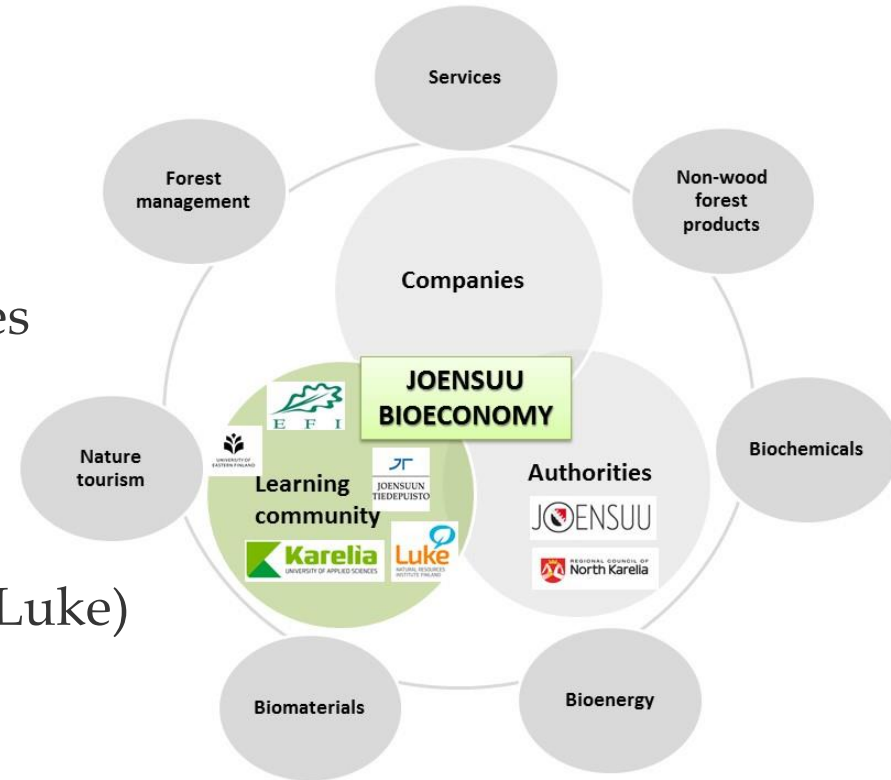 Services
Forest
management
Non-wood
forest
products
Companies
es
JOENSUU
BIOECONOMY
EFI
UNIVERSITY OF
EASTERN FINLAND
Nature
tourism
Learning
community
JOENSUUN
TIEDEPUISTO
Authorities
JOENSUU
Biochemicals
Karelia
UNIVERSITY OF APPLIED SCIENCES
Luke
NATURAL RESOURCES
INSTITUTE FINLAND
REGIONAL COUNCIL OF
North Karelia
Luke)
Biomaterials
Bioenergy